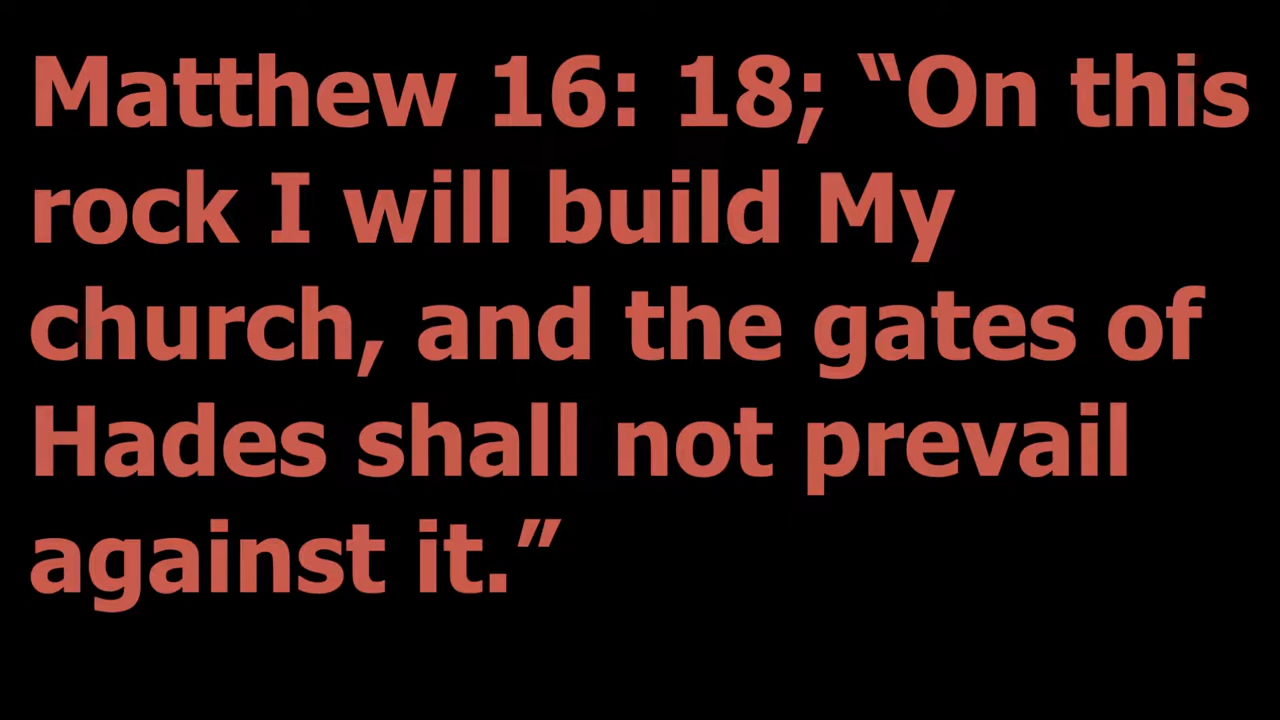 Matthew 16: 18; “On this
rock I will build My
church, and the gates of
Hades shall not prevail
against it.”